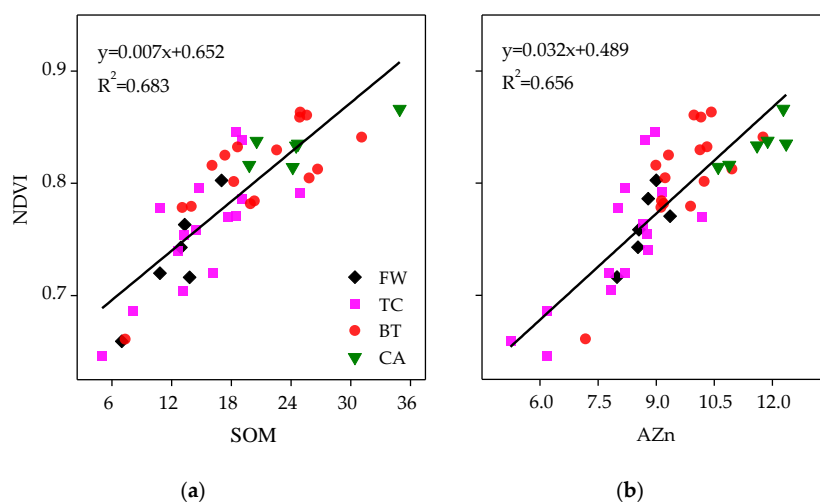 y=0.007x+0.652
R²=0.683
y=0.032x+0.489
R²=0.656
0.9
0.8
0.7
NDVI
FW
TC
BT
CA
6 12 18 24 30 36
6.0 7.5 9.0 10.5 12.0
SOM
AZn
(a)
(b)